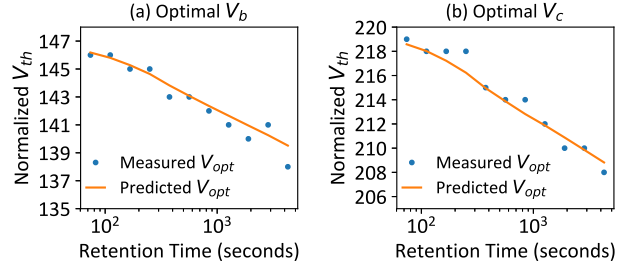 (a) Optimal V_b
Normalized V_th
147
145
143
141
139
137
135
Measured V_opt
Predicted V_opt
10^2
10^3
Retention Time (seconds)
(b) Optimal V_c
Normalized V_th
220
218
216
214
212
210
208
206
Measured V_opt
Predicted V_opt
10^2
10^3
Retention Time (seconds)